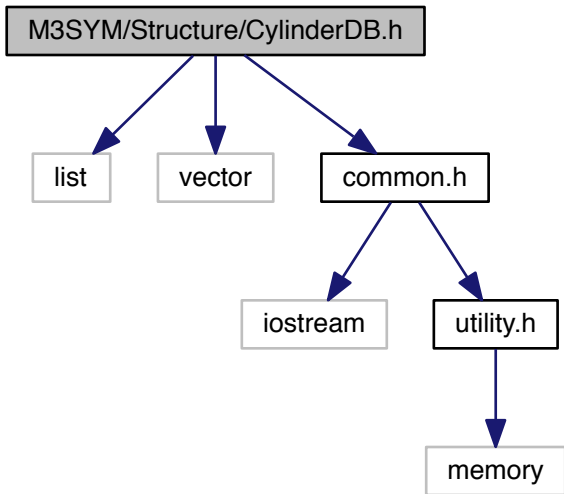 M3SYM/Structure/CylinderDB.h
list
vector
common.h
iostream
utility.h
memory